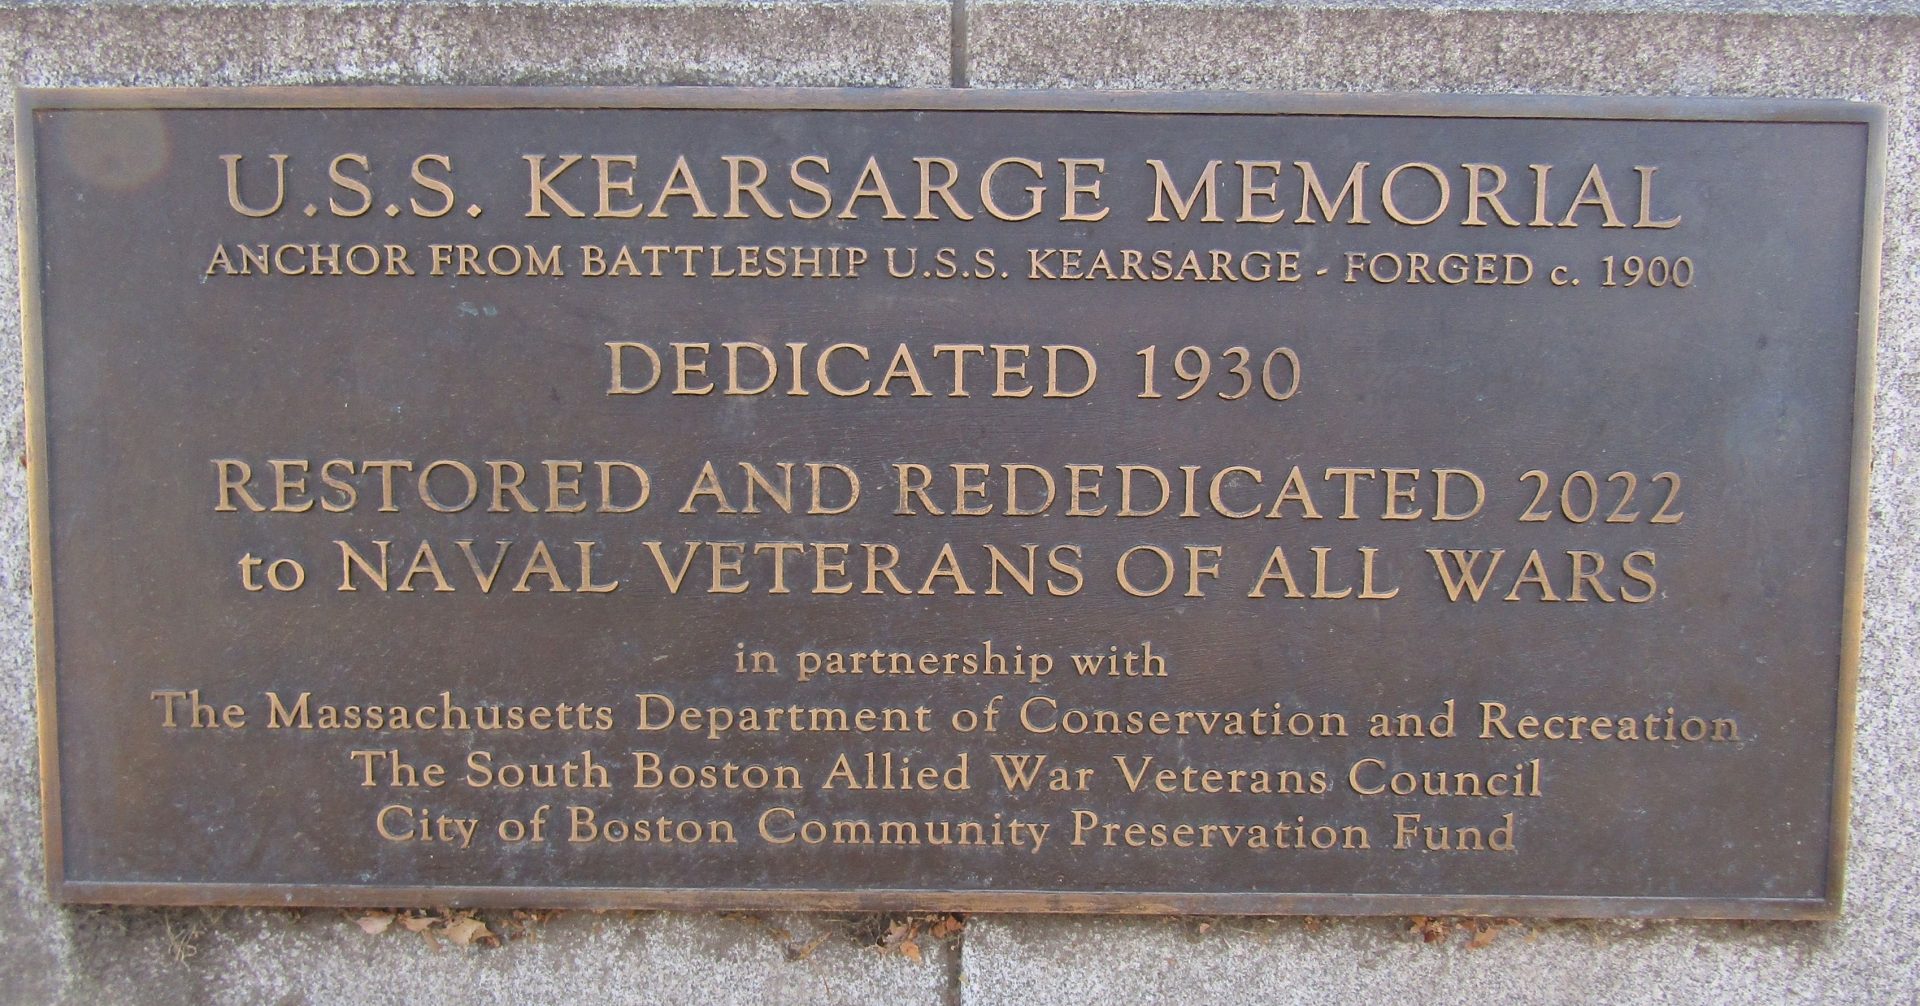 U.S.S. KEARSARGE MEMORIAL
ANCHOR FROM BATTLESHIP U.S.S. KEARSARGE - FORGED c. 1900
DEDICATED 1930
RESTORED AND REDEDICATED 2022
to NAVAL VETERANS OF ALL WARS
in partnership with
The Massachusetts Department of Conservation and Recreation
The South Boston Allied War Veterans Council
City of Boston Community Preservation Fund